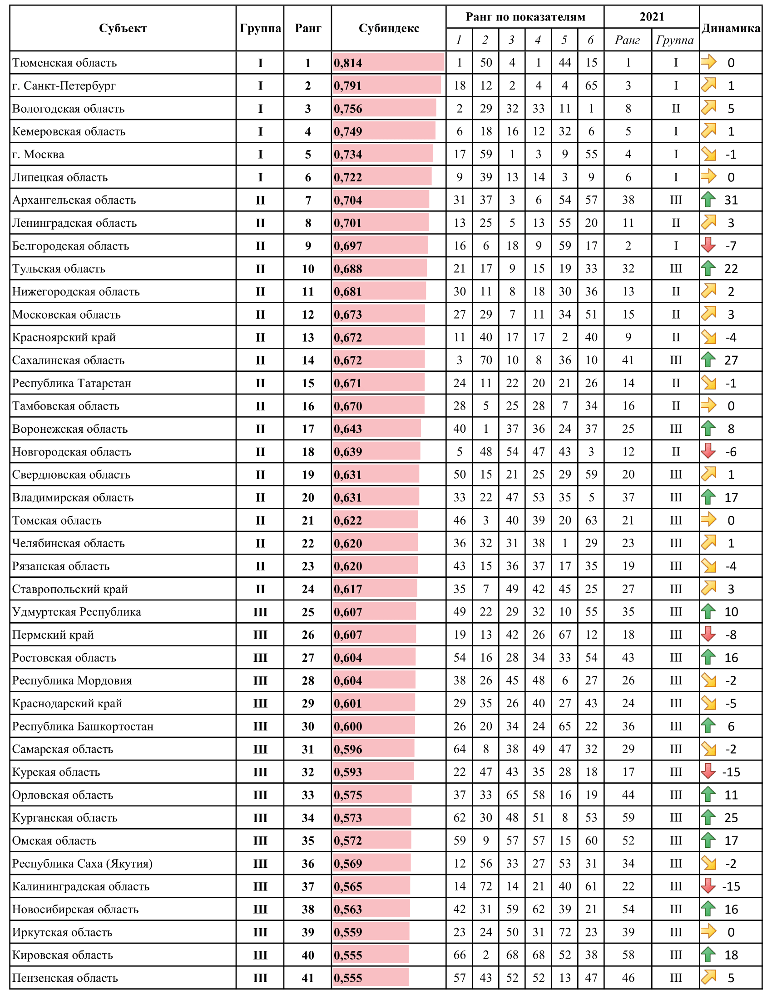 Субъект Группа Ранг Субиндекс Ранг по показателям 2021 Динамика
1 2 3 4 5 6 Ранг Группа
Тюменская область I 1 0,814 1 50 4 1 44 15 1 I 0
г. Санкт-Петербург I 2 0,791 18 12 2 4 4 65 3 I 1
Вологодская область I 3 0,756 2 29 32 33 11 1 8 II 5
Кемеровская область I 4 0,749 6 18 16 12 32 6 5 I 1
г. Москва I 5 0,734 17 59 1 3 9 55 4 I -1
Липецкая область I 6 0,722 9 39 13 14 3 9 6 I 0
Архангельская область II 7 0,704 31 37 3 6 54 57 38 III 31
Ленинградская область II 8 0,701 13 25 5 13 55 20 11 II 3
Белгородская область II 9 0,697 16 6 18 9 59 17 2 I -7
Тульская область II 10 0,688 21 17 9 15 19 33 32 III 22
Нижегородская область II 11 0,681 30 11 8 18 30 36 13 II 2
Московская область II 12 0,673 27 29 7 11 34 51 15 II 3
Красноярский край II 13 0,672 11 40 17 17 2 40 9 II -4
Сахалинская область II 14 0,672 3 70 10 8 36 10 41 III 27
Республика Татарстан II 15 0,671 24 11 22 20 21 26 14 II -1
Тамбовская область II 16 0,670 28 5 25 28 7 34 16 II 0
Воронежская область II 17 0,643 40 1 37 36 24 37 25 III 8
Новгородская область II 18 0,639 5 48 54 47 43 3 12 II -6
Свердловская область II 19 0,631 50 15 21 25 29 59 20 III 1
Владимирская область II 20 0,631 33 22 47 53 35 5 37 III 17
Томская область II 21 0,622 46 3 40 39 20 63 21 III 0
Челябинская область II 22 0,620 36 32 31 38 1 29 23 III 1
Рязанская область II 23 0,620 43 15 36 37 17 35 19 III -4
Ставропольский край II 24 0,617 35 7 49 42 45 25 27 III 3
Удмуртская Республика III 25 0,607 49 22 29 32 10 55 35 III 10
Пермский край III 26 0,607 19 13 42 26 67 12 18 III -8
Ростовская область III 27 0,604 54 16 28 34 33 54 43 III 16
Республика Мордовия III 28 0,604 38 26 45 48 6 27 26 III -2
Краснодарский край III 29 0,601 29 35 26 40 27 43 24 III -5
Республика Башкортостан III 30 0,600 26 20 34 24 65 22 36 III 6
Самарская область III 31 0,596 64 8 38 49 47 32 29 III -2
Курская область III 32 0,593 22 47 43 35 28 18 17 III -15
Орловская область III 33 0,575 37 33 65 58 16 19 44 III 11
Курганская область III 34 0,573 62 30 48 51 8 53 59 III 25
Омская область III 35 0,572 59 9 57 57 15 60 52 III 17
Республика Саха (Якутия) III 36 0,569 12 56 33 27 53 31 34 III -2
Калининградская область III 37 0,565 14 72 14 21 40 61 22 III -15
Новосибирская область III 38 0,563 42 31 59 62 39 21 54 III 16
Иркутская область III 39 0,559 23 24 50 31 72 23 39 III 0
Кировская область III 40 0,555 66 2 68 68 52 38 58 III 18
Пензенская область III 41 0,555 57 43 52 52 13 47 46 III 5